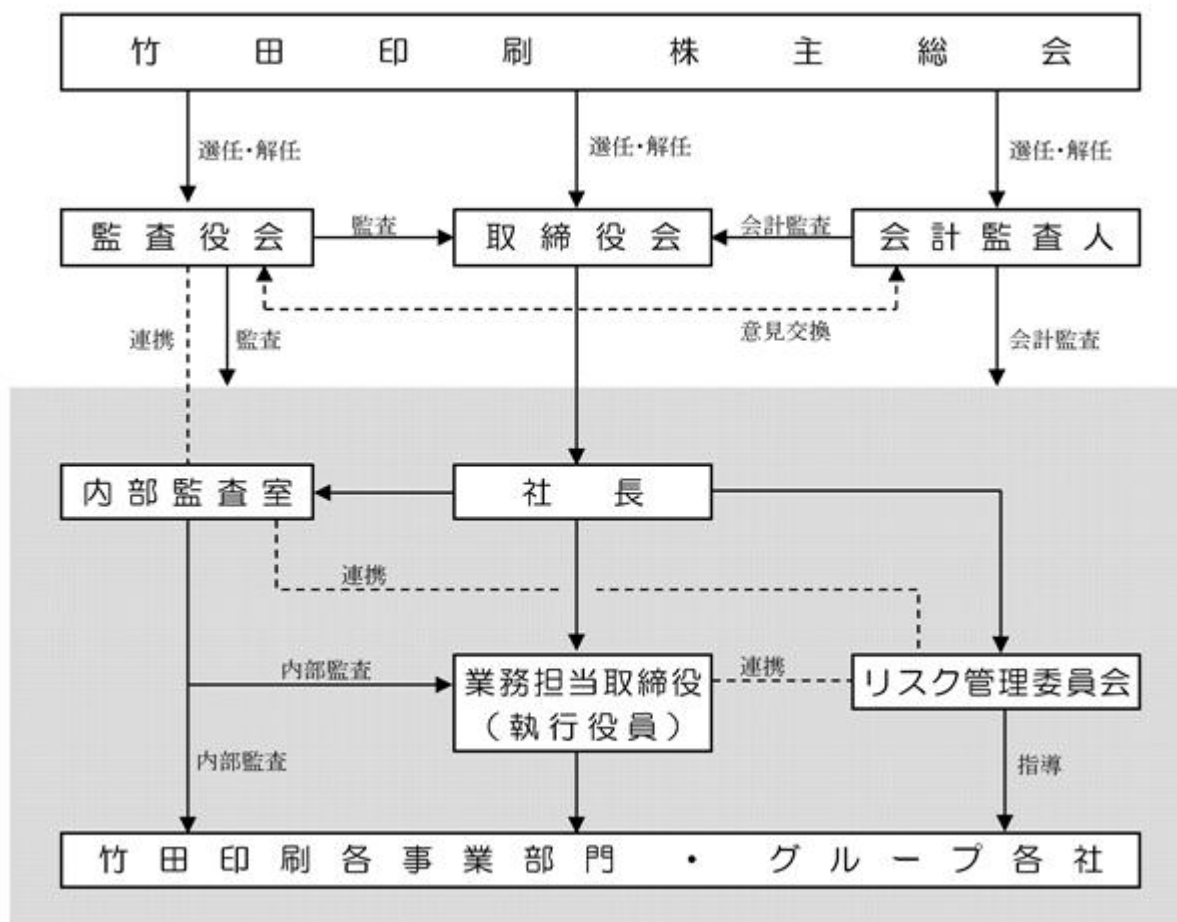 竹田印刷 株主総会
選任・解任
選任・解任
選任・解任
監査役会
監査
取締役会
会計監査
会計監査人
連携
監査
意見交換
会計監査
内部監査室
社長
連携
内部監査
業務担当取締役
(執行役員)
連携
リスク管理委員会
内部監査
指導
竹田印刷各事業部門・グループ各社